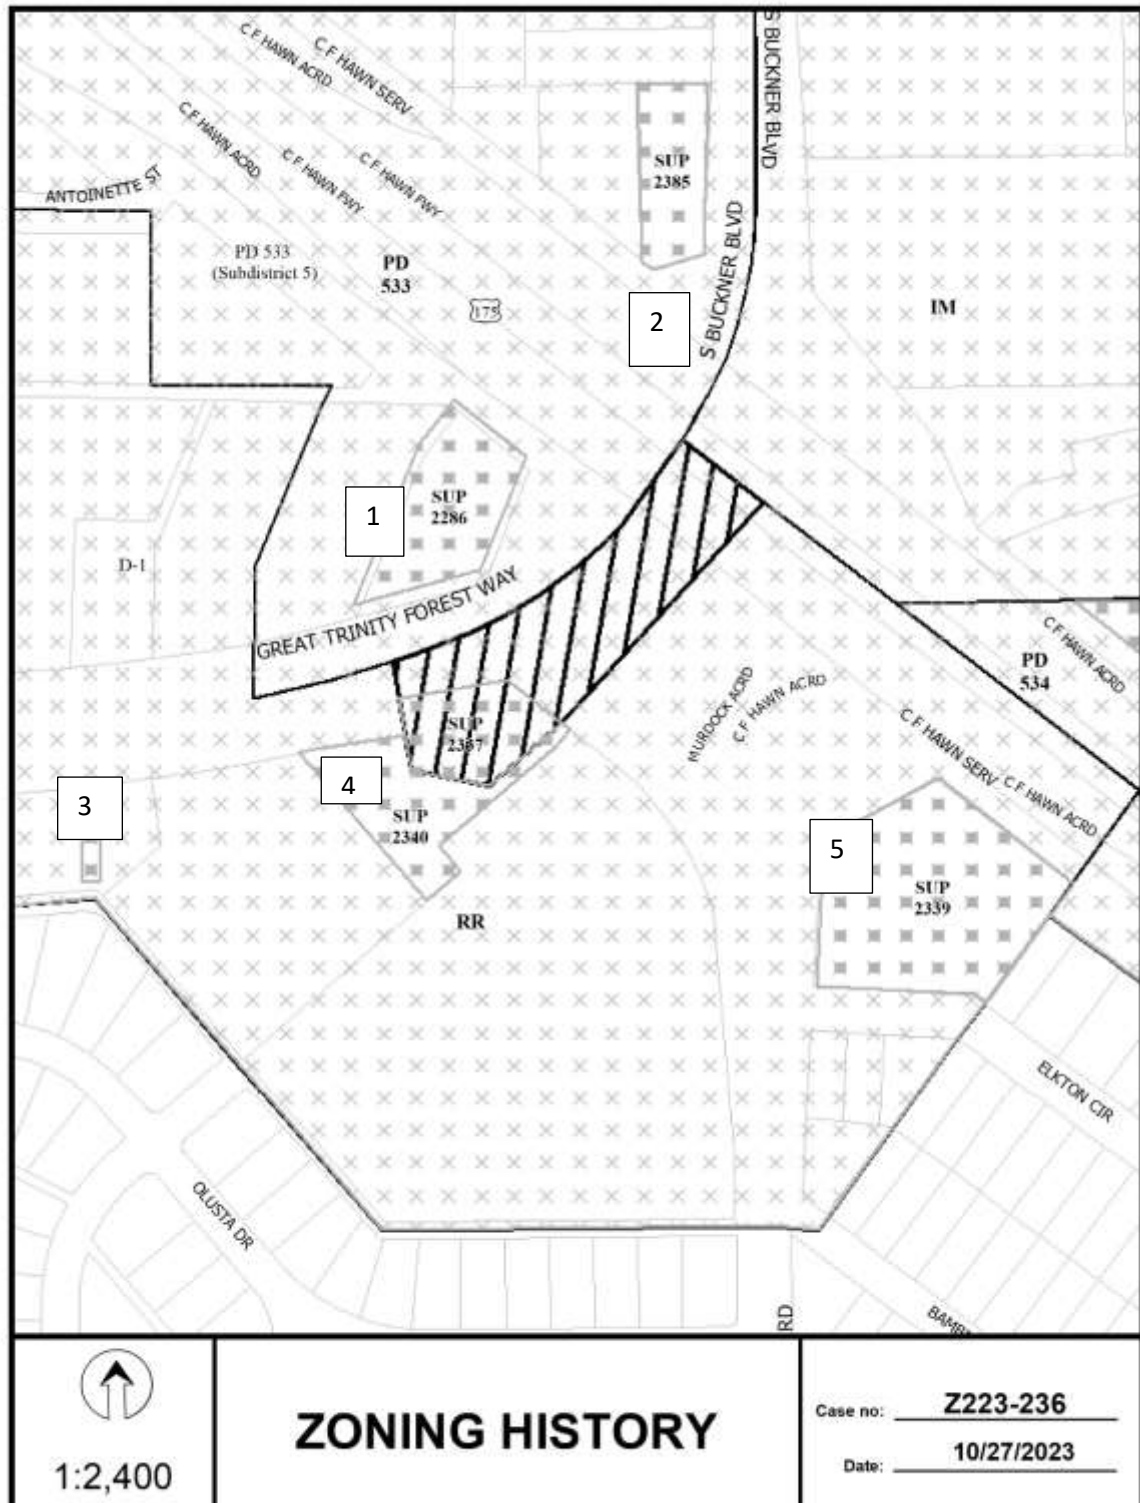 S BUCKNER BLVD
C F HAWN ACRD
C F HAWN SERV
C F HAWN ACRD
C F HAWN FWY
C F HAWN FWY
ANTOINETTE ST
SUP
2385
S BUCKNER BLVD
PD 533
(Subdistrict 5)
PD
533
175
2
IM
1
SUP
2286
D-1
GREAT TRINITY FOREST WAY
C F HAWN ACRD
PD
534
MURDOCK ACRD
C F HAWN ACRD
SUP
C F HAWN SERV
C F HAWN ACRD
3
4
SUP
2340
5
SUP
2339
RR
ELKTON CIR
OLUSTA DR
RD
ZONING HISTORY
1:2,400
Case no: Z223-236
Date: 10/27/2023